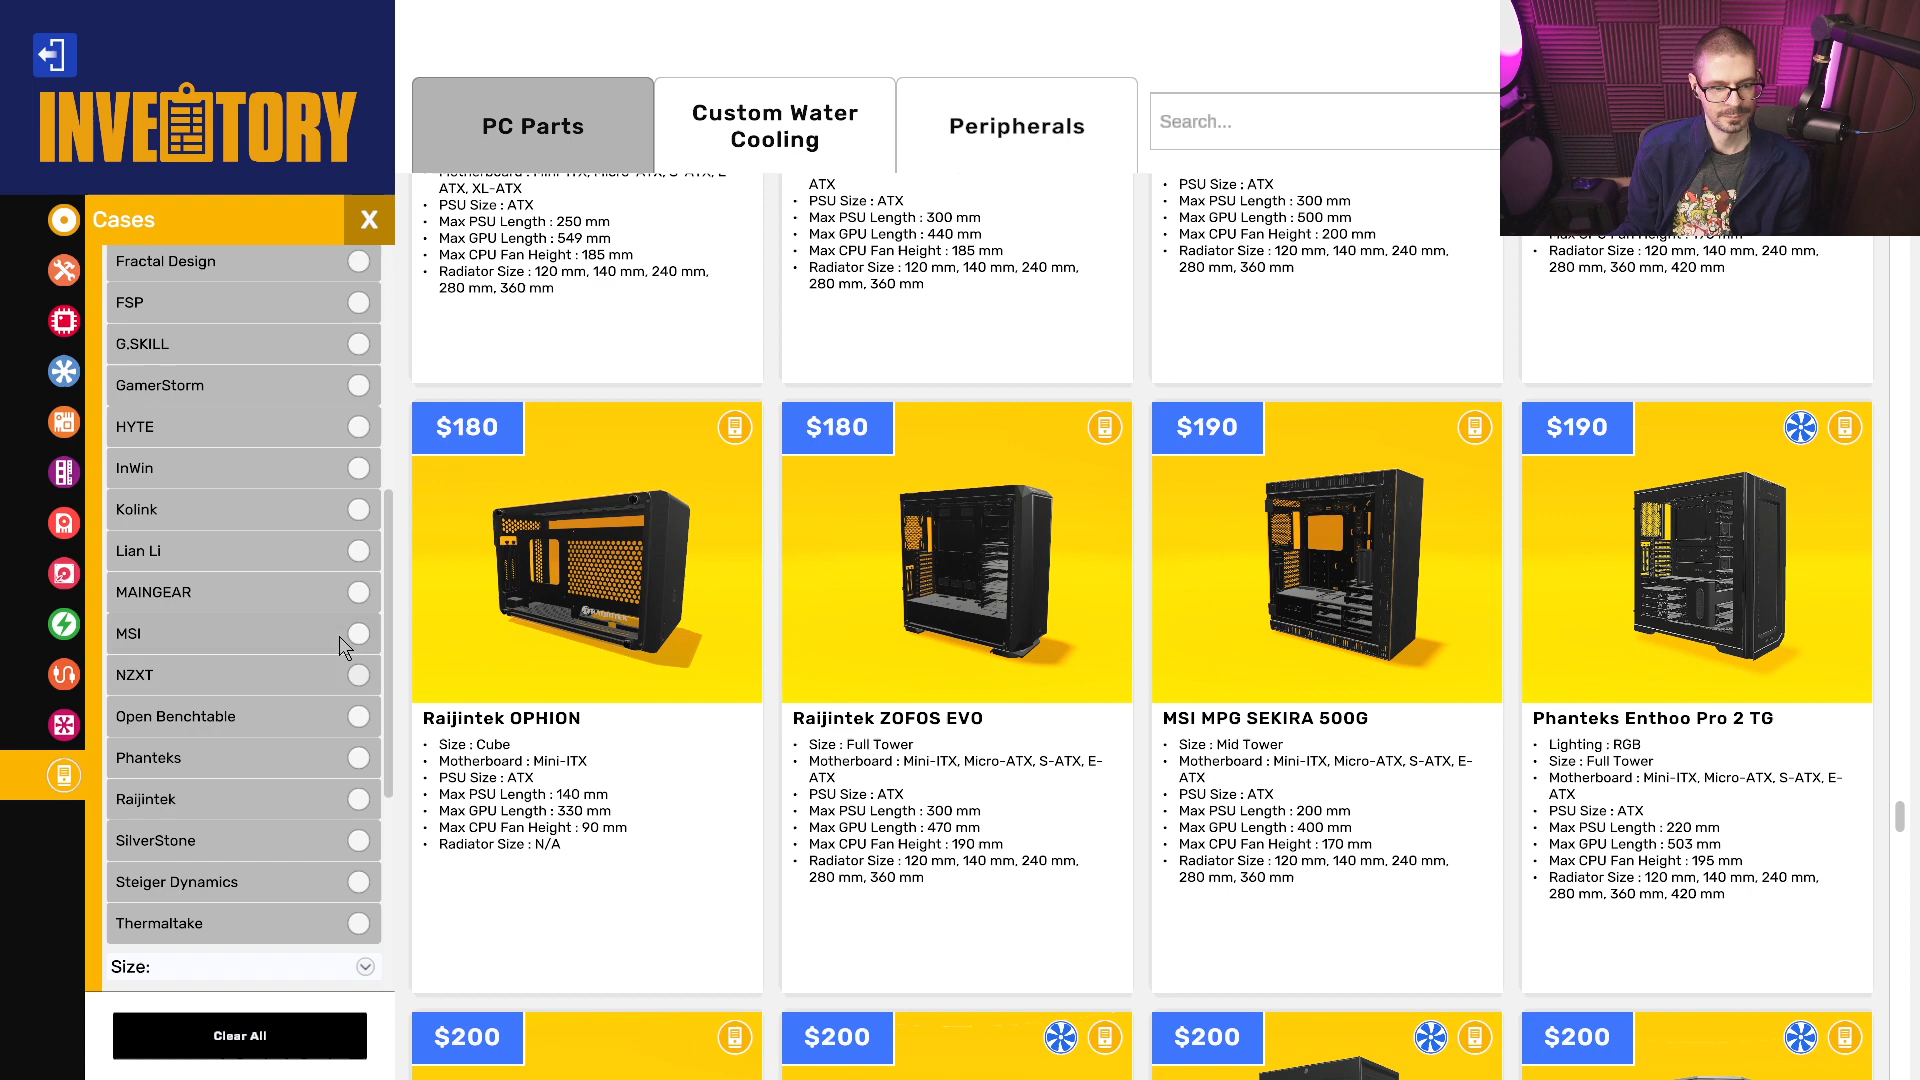 INVENTORY
PC Parts
Custom Water
Cooling
Peripherals
Search...
Cases
X
Fractal Design
FSP
G.SKILL
GamerStorm
HYTE
InWin
Kolink
Lian Li
MAINGEAR
MSI
NZXT
Open Benchtable
Phanteks
Raijintek
SilverStone
Steiger Dynamics
Thermaltake
Size:
Clear All
ATX, XL-ATX
• PSU Size : ATX
• Max PSU Length : 250 mm
• Max GPU Length : 549 mm
• Max CPU Fan Height : 185 mm
• Radiator Size : 120 mm, 140 mm, 240 mm,
280 mm, 360 mm
ATX
• PSU Size : ATX
• Max PSU Length : 300 mm
• Max GPU Length : 440 mm
• Max CPU Fan Height : 185 mm
• Radiator Size : 120 mm, 140 mm, 240 mm,
280 mm, 360 mm
• PSU Size : ATX
• Max PSU Length : 300 mm
• Max GPU Length : 500 mm
• Max CPU Fan Height : 200 mm
• Radiator Size : 120 mm, 140 mm, 240 mm,
280 mm, 360 mm
• Radiator Size : 120 mm, 140 mm, 240 mm,
280 mm, 360 mm, 420 mm
$180
Raijintek OPHION
• Size : Cube
• Motherboard : Mini-ITX
• PSU Size : ATX
• Max PSU Length : 140 mm
• Max GPU Length : 330 mm
• Max CPU Fan Height : 90 mm
• Radiator Size : N/A
$180
Raijintek ZOFOS EVO
• Size : Full Tower
• Motherboard : Mini-ITX, Micro-ATX, S-ATX, E-
ATX
• PSU Size : ATX
• Max PSU Length : 300 mm
• Max GPU Length : 470 mm
• Max CPU Fan Height : 190 mm
• Radiator Size : 120 mm, 140 mm, 240 mm,
280 mm, 360 mm
$190
MSI MPG SEKIRA 500G
• Size : Mid Tower
• Motherboard : Mini-ITX, Micro-ATX, S-ATX, E-
ATX
• PSU Size : ATX
• Max PSU Length : 200 mm
• Max GPU Length : 400 mm
• Max CPU Fan Height : 170 mm
• Radiator Size : 120 mm, 140 mm, 240 mm,
280 mm, 360 mm
$190
Phanteks Enthoo Pro 2 TG
• Lighting : RGB
• Size : Full Tower
• Motherboard : Mini-ITX, Micro-ATX, S-ATX, E-
ATX
• PSU Size : ATX
• Max PSU Length : 220 mm
• Max GPU Length : 503 mm
• Max CPU Fan Height : 195 mm
• Radiator Size : 120 mm, 140 mm, 240 mm,
280 mm, 360 mm, 420 mm
$200
$200
$200
$200